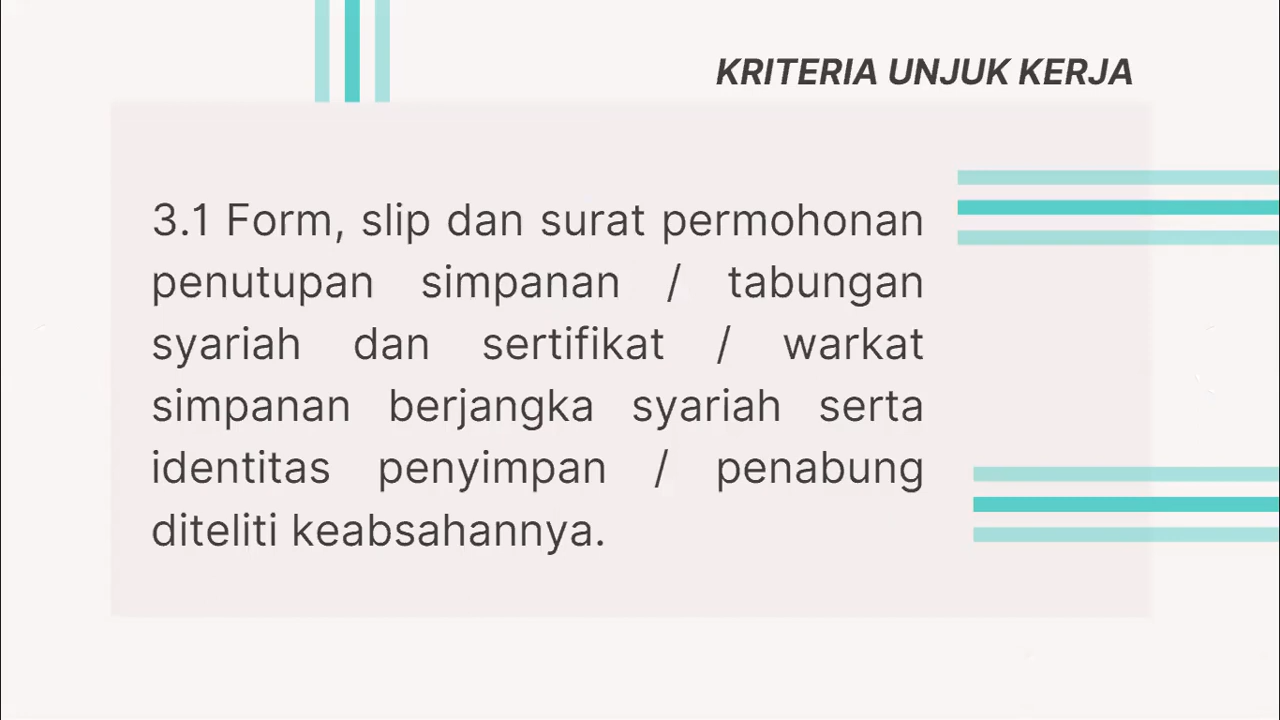 KRITERIA UNJUK KERJA
3.1 Form, slip dan surat permohonan
penutupan simpanan / tabungan
syariah dan sertifikat / warkat
simpanan berjangka syariah serta
identitas penyimpan / penabung
diteliti keabsahannya.